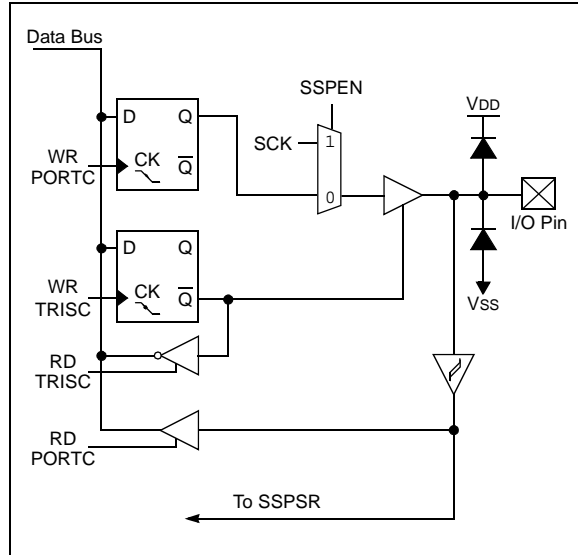 Data Bus
SSPEN
VDD
D
Q
SCK
1
WR
PORTC
CK
Q
0
I/O Pin
D
Q
WR
TRISC
CK
Q
VSS
RD
TRISC
RD
PORTC
To SSPSR